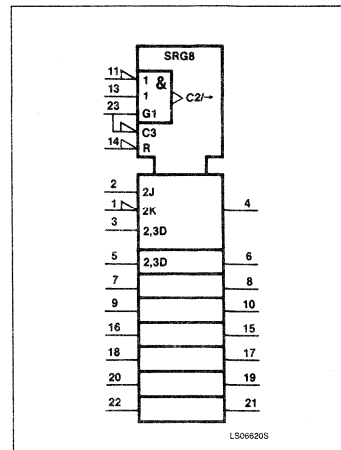 SRG8
11 1 &
13 1 C2/→
23 G1
C3
14 R
2 2J
1 2K 4
3 2,3D
5 2,3D 6
7 8
9 10
16 15
18 17
20 19
22 21
LS06620S